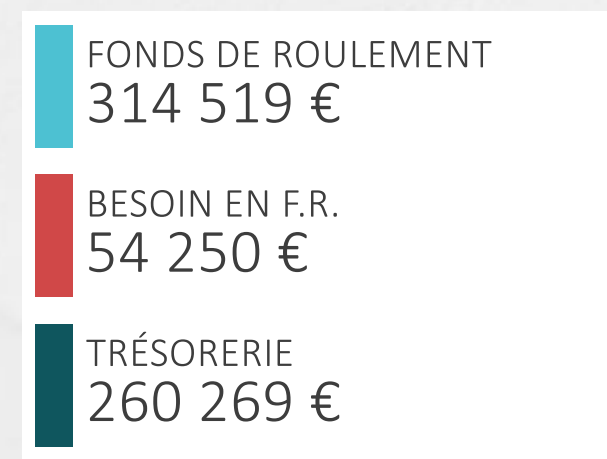 FONDS DE ROULEMENT
314 519 €
BESOIN EN F.R.
54 250 €
TRÉSORERIE
260 269 €